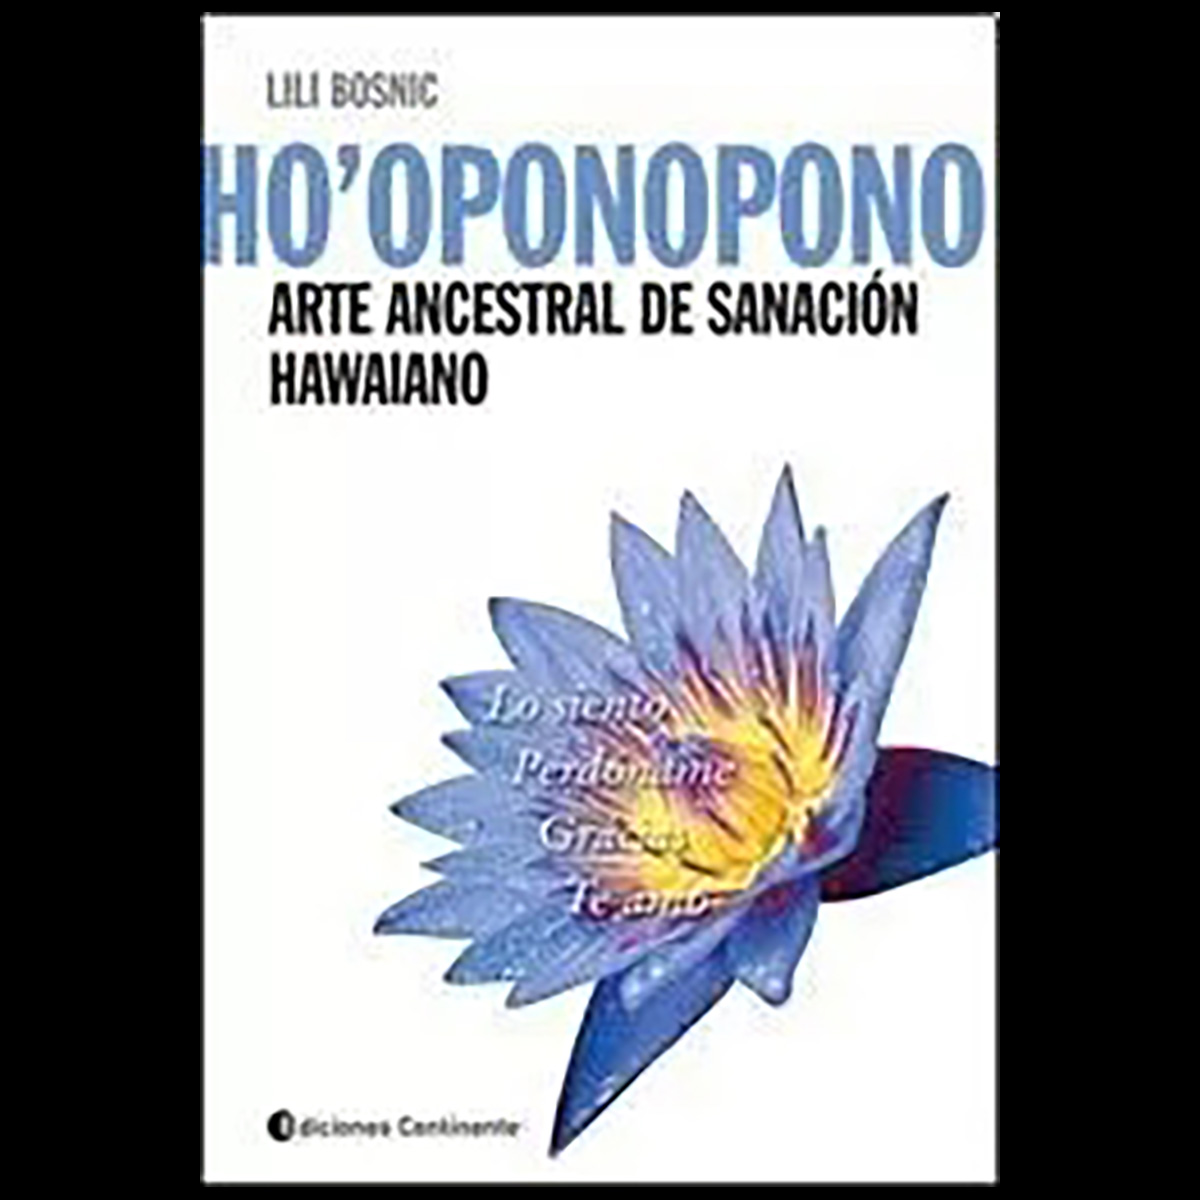 LILI BOSNIC
HO'OPONOPONO
ARTE ANCESTRAL DE SANACIÓN
HAWAIANO
Lo siento
Perdóname
Gracias
Te amo
Ediciones Continente